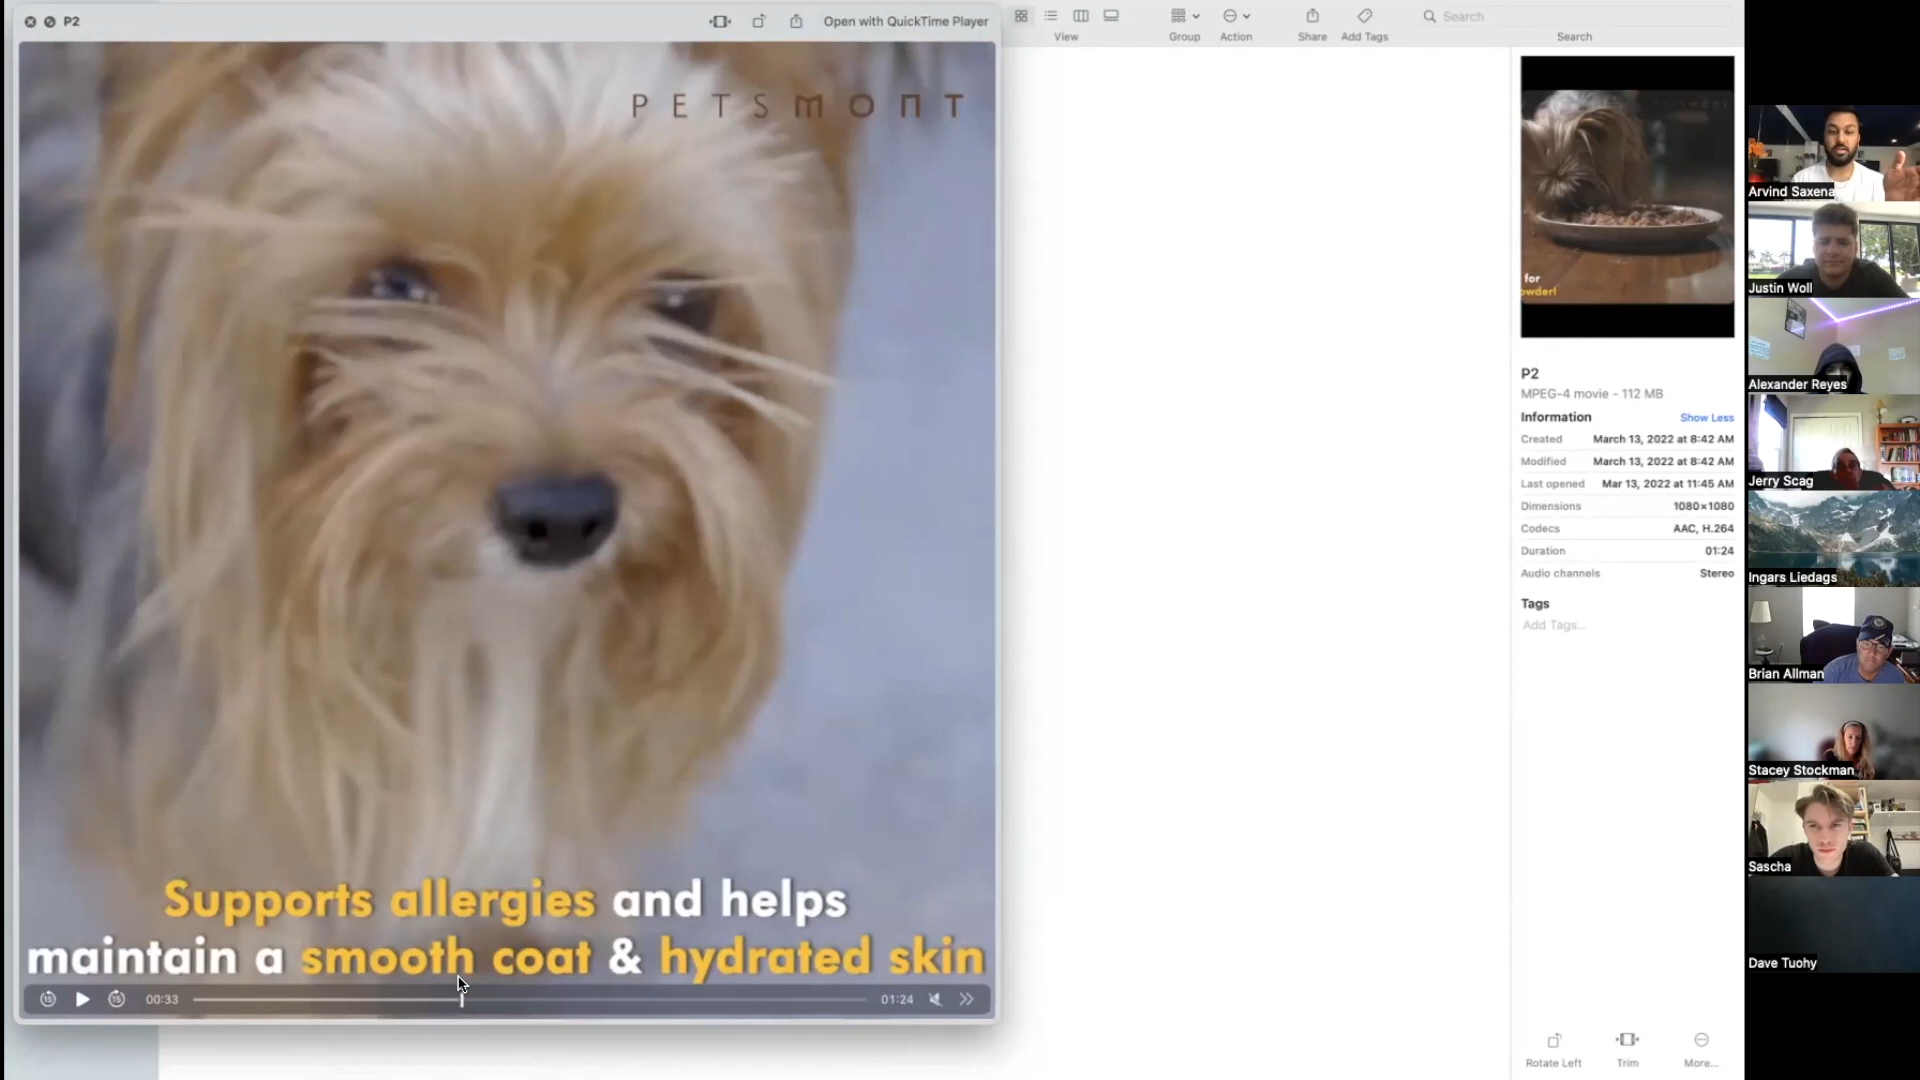 P2
Open with QuickTime Player
View
Group
Action
Share
Add Tags
Search
Search
PETSMONT
Supports allergies and helps
maintain a smooth coat & hydrated skin
15
15
00:33
01:24
for
owder!
P2
MPEG-4 movie - 112 MB
Information
Show Less
Created
March 13, 2022 at 8:42 AM
Modified
March 13, 2022 at 8:42 AM
Last opened
Mar 13, 2022 at 11:45 AM
Dimensions
1080×1080
Codecs
AAC, H.264
Duration
01:24
Audio channels
Stereo
Tags
Add Tags...
Rotate Left
Trim
More...
Arvind Saxena
Justin Woll
Alexander Reyes
Jerry Scag
Ingars Liedags
Brian Allman
Stacey Stockman
Sascha
Dave Tuohy